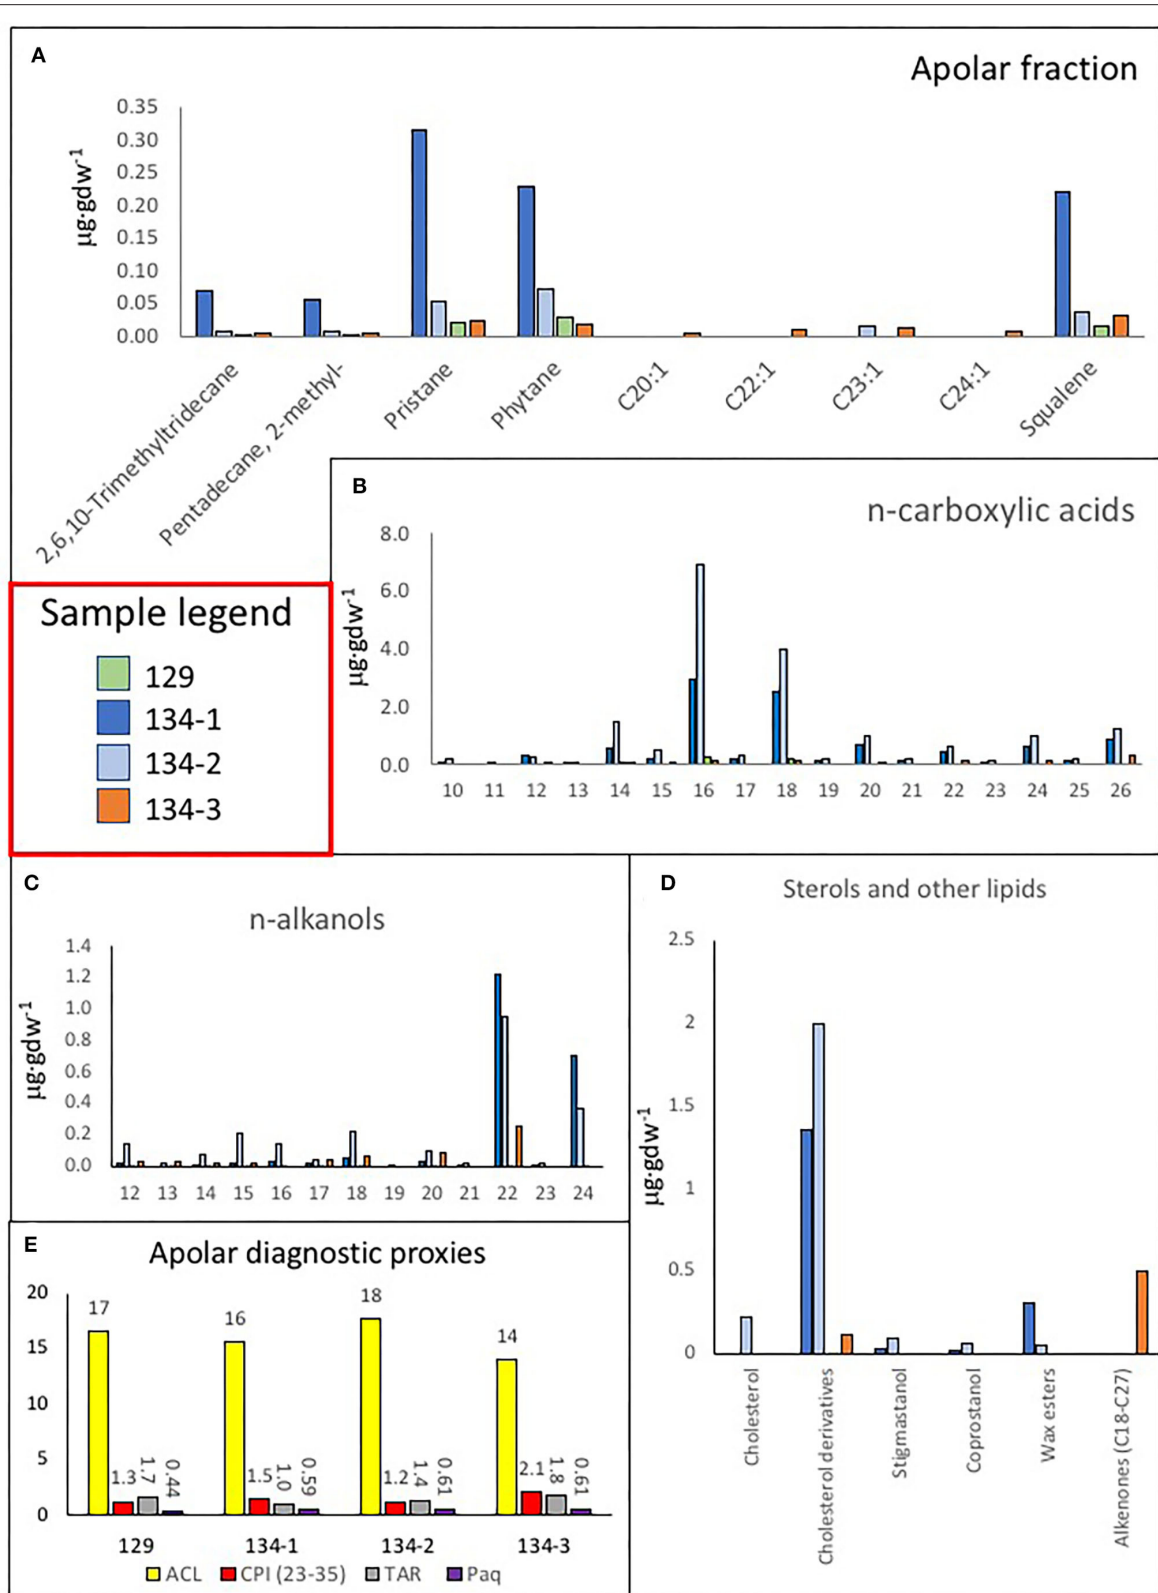 A
Apolar fraction
µg·gdw⁻¹
0.35
0.30
0.25
0.20
0.15
0.10
0.05
0.00
2,6,10-Trimethyltridecane
Pentadecane, 2-methyl-
Pristane
Phytane
C20:1
C22:1
C23:1
C24:1
Squalene
B
n-carboxylic acids
µg·gdw⁻¹
8.0
6.0
4.0
2.0
0.0
10 11 12 13 14 15 16 17 18 19 20 21 22 23 24 25 26
Sample legend
129
134-1
134-2
134-3
C
n-alkanols
µg·gdw⁻¹
1.4
1.2
1.0
0.8
0.6
0.4
0.2
0.0
12 13 14 15 16 17 18 19 20 21 22 23 24
D
Sterols and other lipids
µg·gdw⁻¹
2.5
2
1.5
1
0.5
0
Cholesterol
Cholesterol derivatives
Stigmastanol
Coprostanol
Wax esters
Alkenones (C18-C27)
E
Apolar diagnostic proxies
20
15
10
5
0
17 1.3 1.7 0.44
16 1.5 1.0 0.59
18 1.2 1.4 0.61
14 2.1 1.8 0.61
129 134-1 134-2 134-3
ACL CPI (23-35) TAR Paq